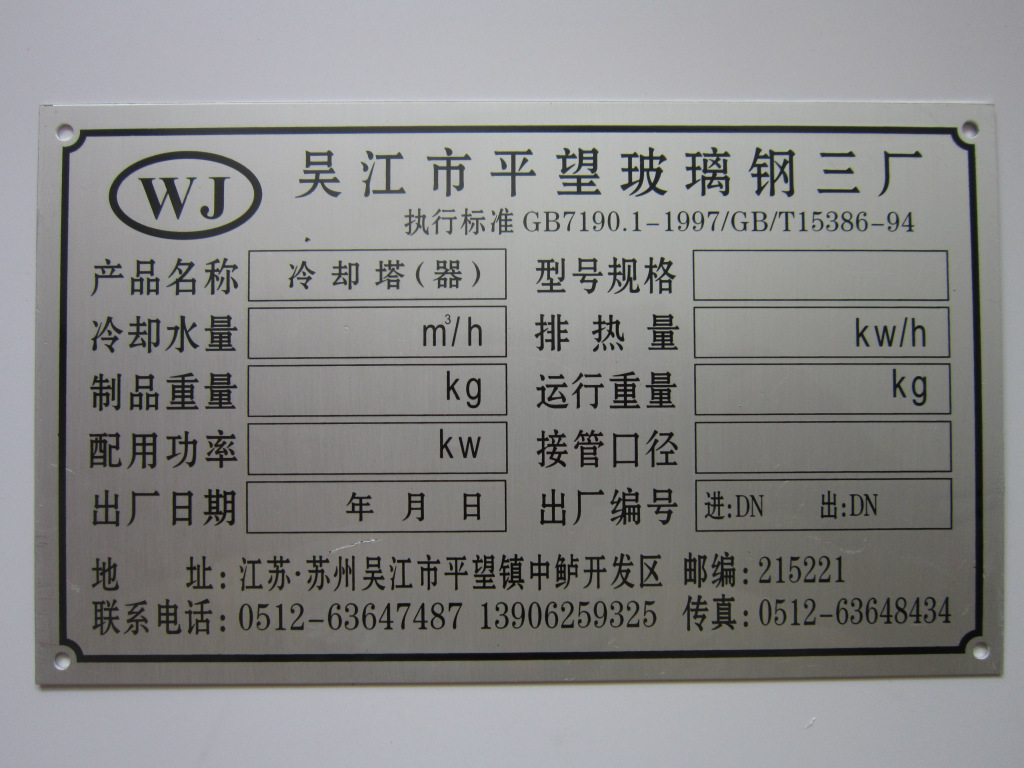 WJ 吴江市平望玻璃钢三厂
执行标准 GB7190.1-1997/GB/T15386-94
产品名称 冷却塔(器) 型号规格
冷却水量 m³/h 排热量 kw/h
制品重量 kg 运行重量 kg
配用功率 kw 接管口径
出厂日期 年 月 日 出厂编号 进:DN 出:DN
地 址: 江苏·苏州吴江市平望镇中鲈开发区 邮编: 215221
联系电话: 0512-63647487 13906259325 传真: 0512-63648434